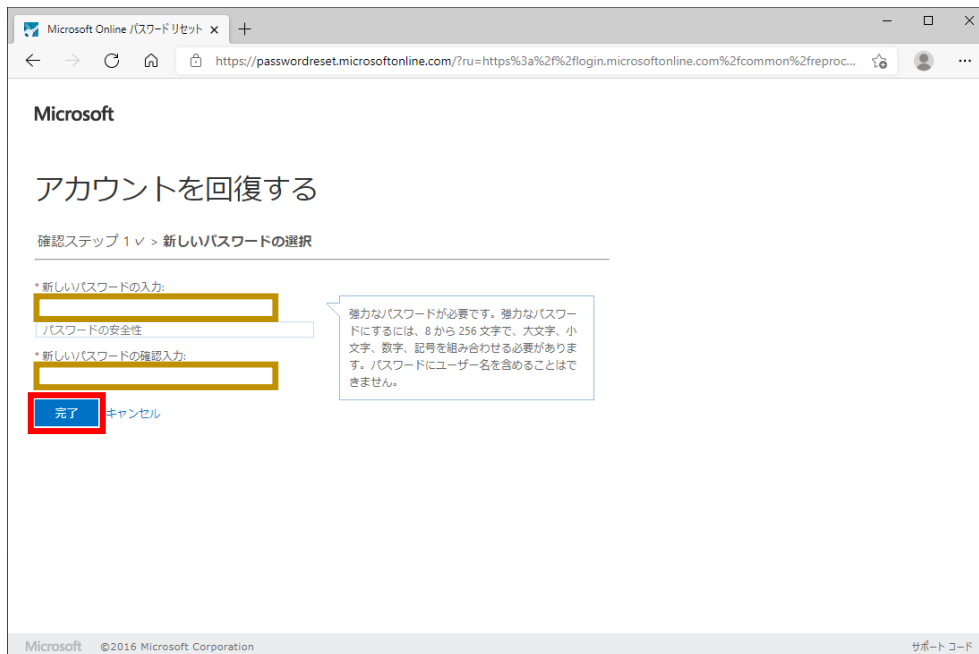 Microsoft Online パスワード リセット
https://passwordreset.microsoftonline.com/?ru=https%3a%2f%2flogin.microsoftonline.com%2fcommon%2freproc...
Microsoft
アカウントを回復する
確認ステップ 1 ✓ > 新しいパスワードの選択
* 新しいパスワードの入力:
パスワードの安全性
* 新しいパスワードの確認入力:
完了 キャンセル
強力なパスワードが必要です。強力なパスワー
ドにするには、8 から 256 文字で、大文字、小
文字、数字、記号を組み合わせる必要がありま
す。パスワードにユーザー名を含めることはで
きません。
Microsoft ©2016 Microsoft Corporation サポート コード